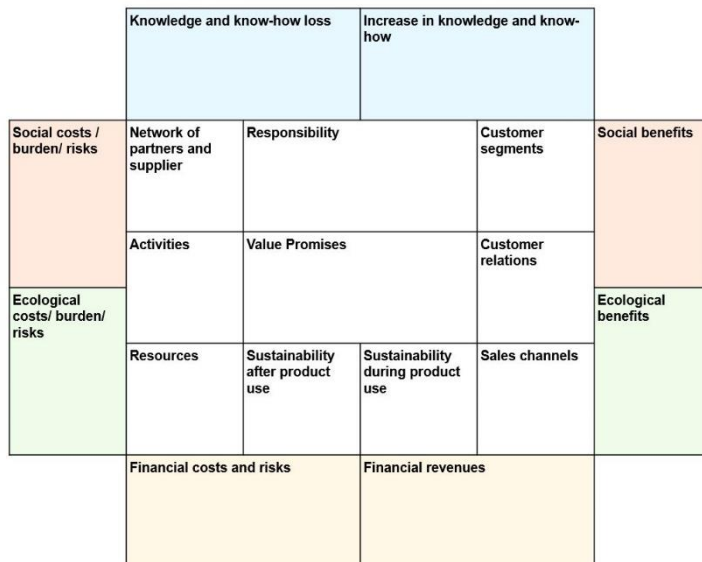 Knowledge and know-how loss
Increase in knowledge and know-
how
Social costs /
burden/ risks
Network of
partners and
supplier
Responsibility
Customer
segments
Social benefits
Activities
Value Promises
Customer
relations
Ecological
costs/ burden/
risks
Ecological
benefits
Resources
Sustainability
after product
use
Sustainability
during product
use
Sales channels
Financial costs and risks
Financial revenues